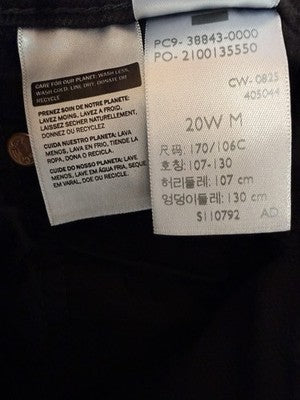 CARE FOR OUR PLANET: WASH LESS,
WASH COLD, LINE DRY, DONATE OR
RECYCLE
PRENEZ SOIN DE NOTRE PLANÈTE:
LAVEZ MOINS, LAVEZ À FROID,
LAISSEZ SÉCHER NATURELLEMENT,
DONNEZ OU RECYCLEZ
CUIDA NUESTRO PLANETA: LAVA
MENOS, LAVA EN FRÍO, TIENDE LA
ROPA, DONA O RECICLA.
CUIDE DO NOSSO PLANETA: LAVE
MENOS, LAVE EM ÁGUA FRIA, SEQUE
EM VARAL, DOE OU RECICLE.
PC9- 38843-0000
PO- 2100135550
CW-0825
405044
20W M
尺码: 170/106C
호칭: 107-130
허리둘레: 107 cm
엉덩이둘레: 130 cm
S110792 AD